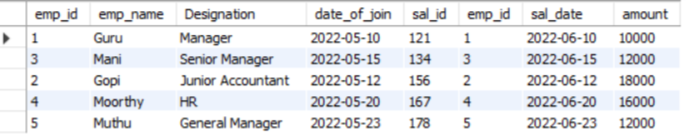 emp_id emp_name Designation date_of_join sal_id emp_id sal_date amount
1 Guru Manager 2022-05-10 121 1 2022-06-10 10000
3 Mani Senior Manager 2022-05-15 134 3 2022-06-15 12000
2 Gopi Junior Accountant 2022-05-12 156 2 2022-06-12 18000
4 Moorthy HR 2022-05-20 167 4 2022-06-20 16000
5 Muthu General Manager 2022-05-23 178 5 2022-06-23 12000